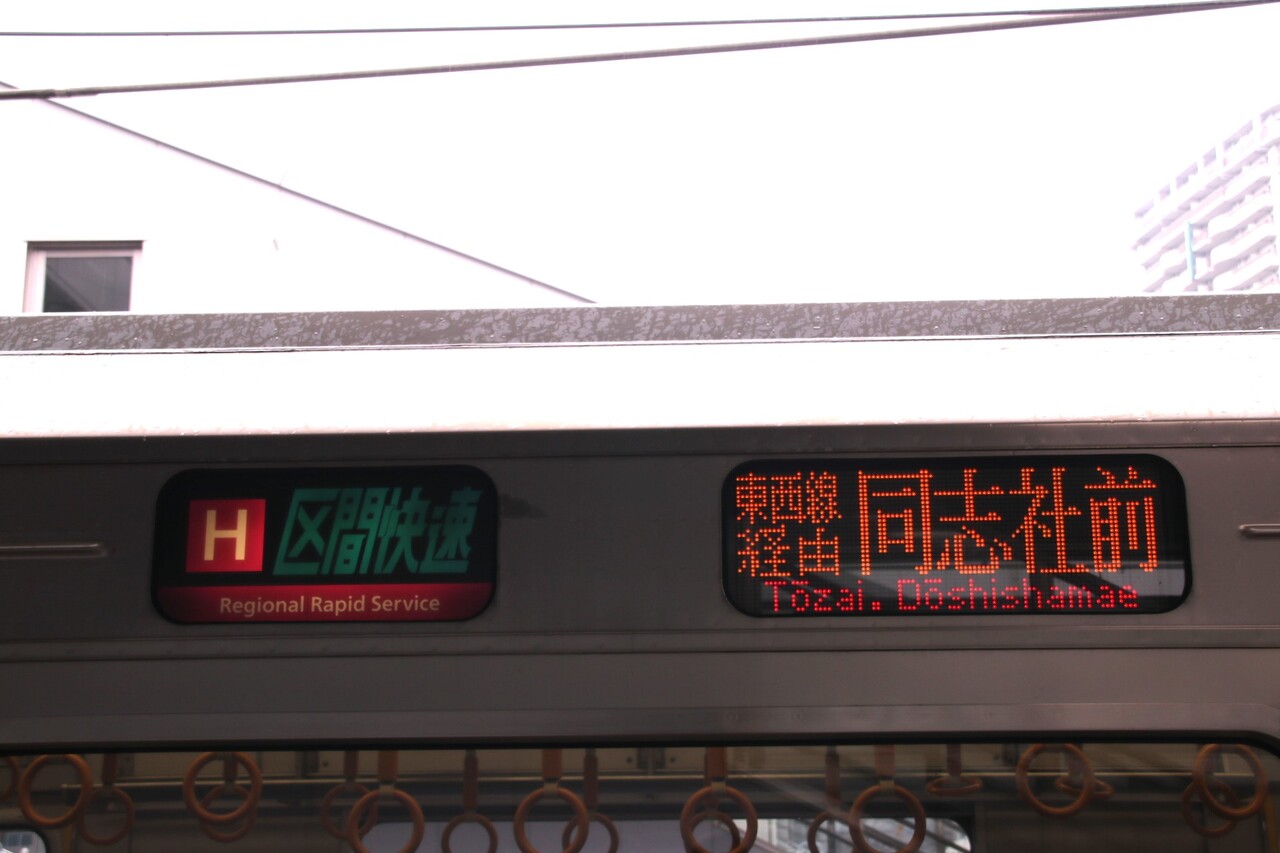 H 区間快速
Regional Rapid Service
東西線
経由
同志社前
Tōzai. Dōshishamae